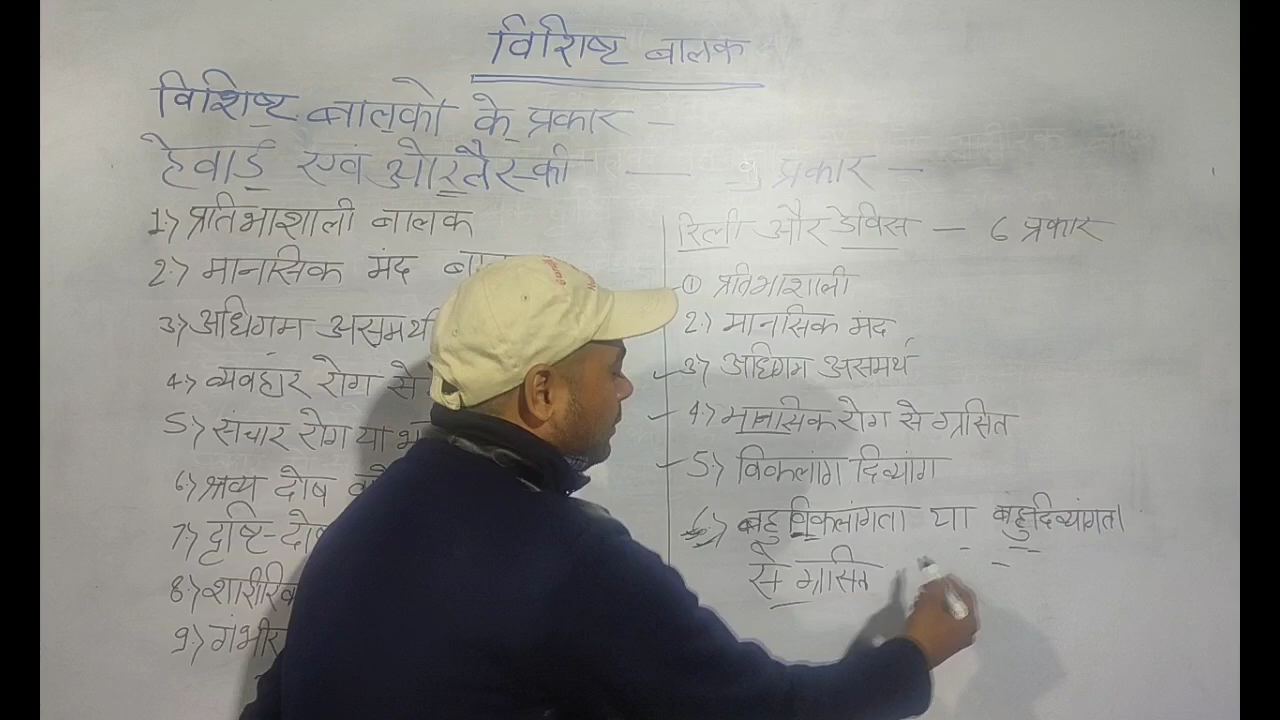 विशिष्ट बालक
विशिष्ट बालकों के प्रकार –
हेवार्ड एवं ओरलैस्की — 9 प्रकार –
1.) प्रतिभाशाली बालक
2.) मानसिक मंद
3.) अधिगम असमर्थ
4.) व्यवहार रोग से
5.) संचार रोग या
6.) श्रव्य दोष
7.) दृष्टि-दोष
8.) शारीरिक
9.) गंभीर
रिली और डेविस – 6 प्रकार
① प्रतिभाशाली
2.) मानसिक मंद
3.) अधिगम असमर्थ
4.) मानसिक रोग से ग्रसित
5.) विकलांग दिव्यांग
6.) बहु विकलांगता या बहुदिव्यांगता
से ग्रसित